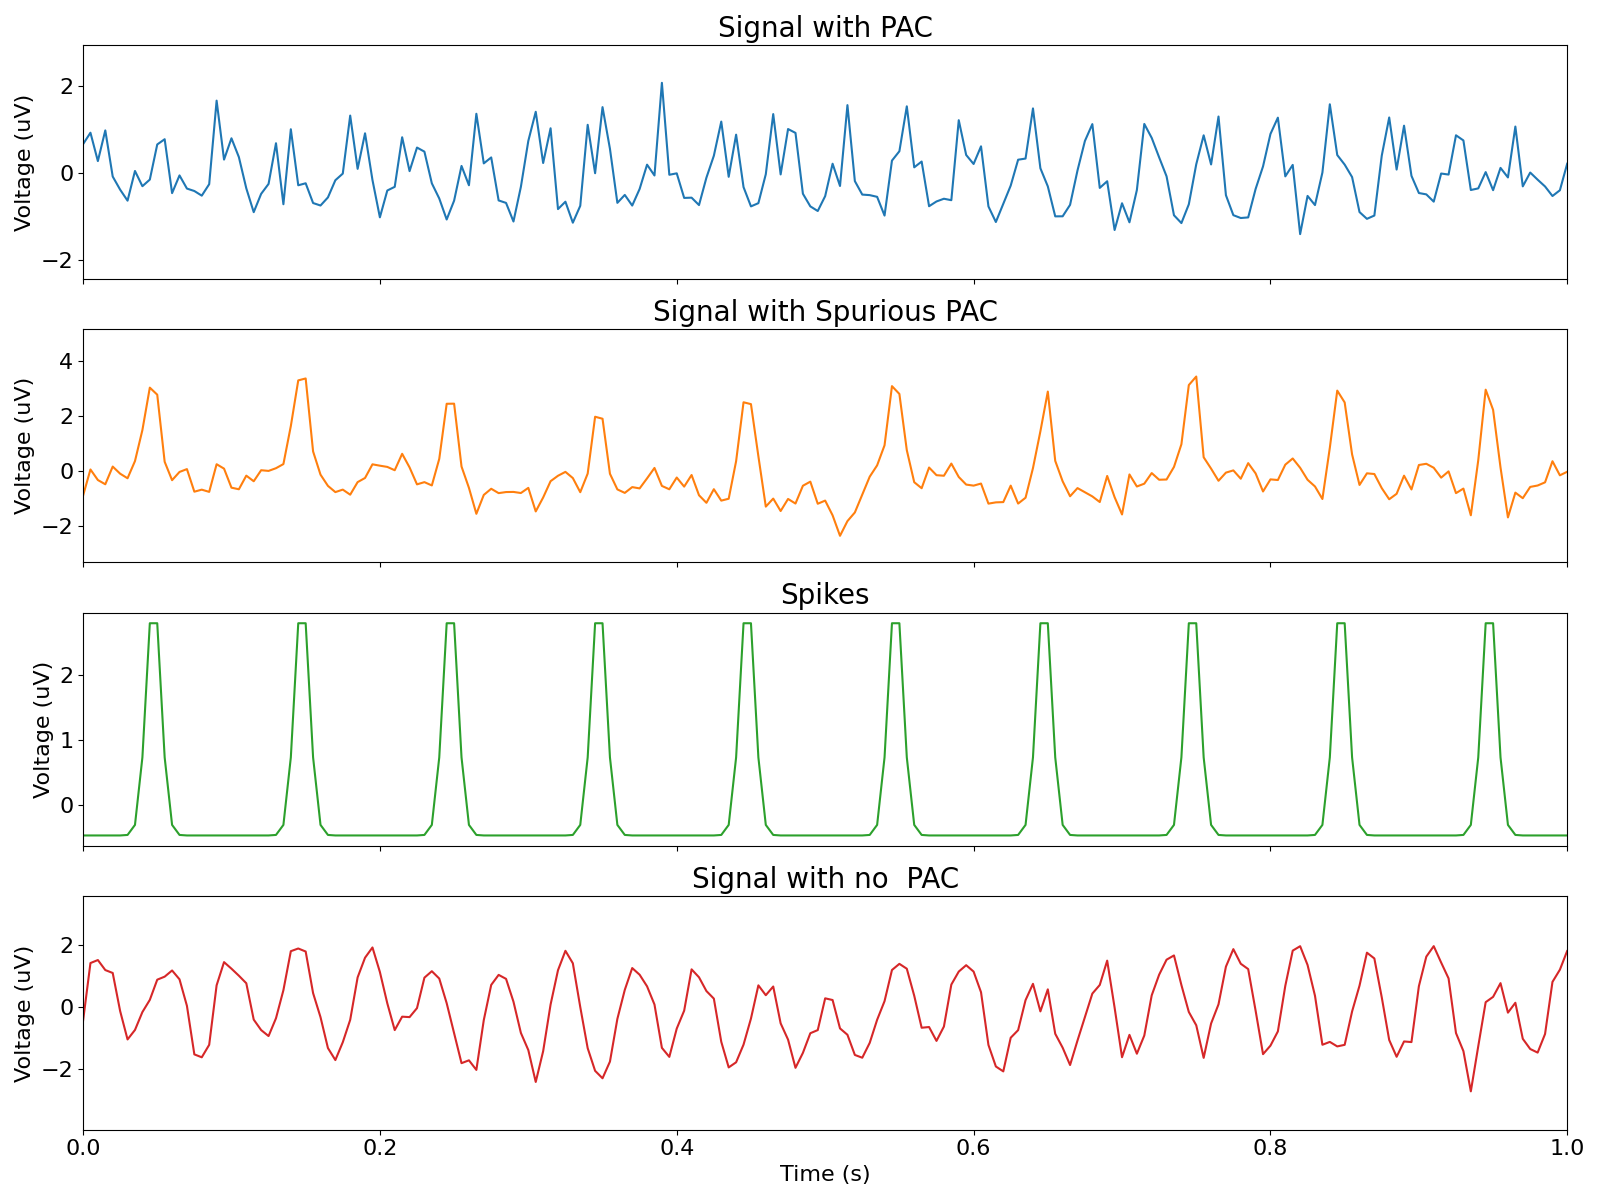 Signal with PAC
Voltage (uV)
2
0
−2
Signal with Spurious PAC
Voltage (uV)
4
2
0
−2
Spikes
Voltage (uV)
2
1
0
Signal with no  PAC
Voltage (uV)
2
0
−2
0.0 0.2 0.4 0.6 0.8 1.0
Time (s)